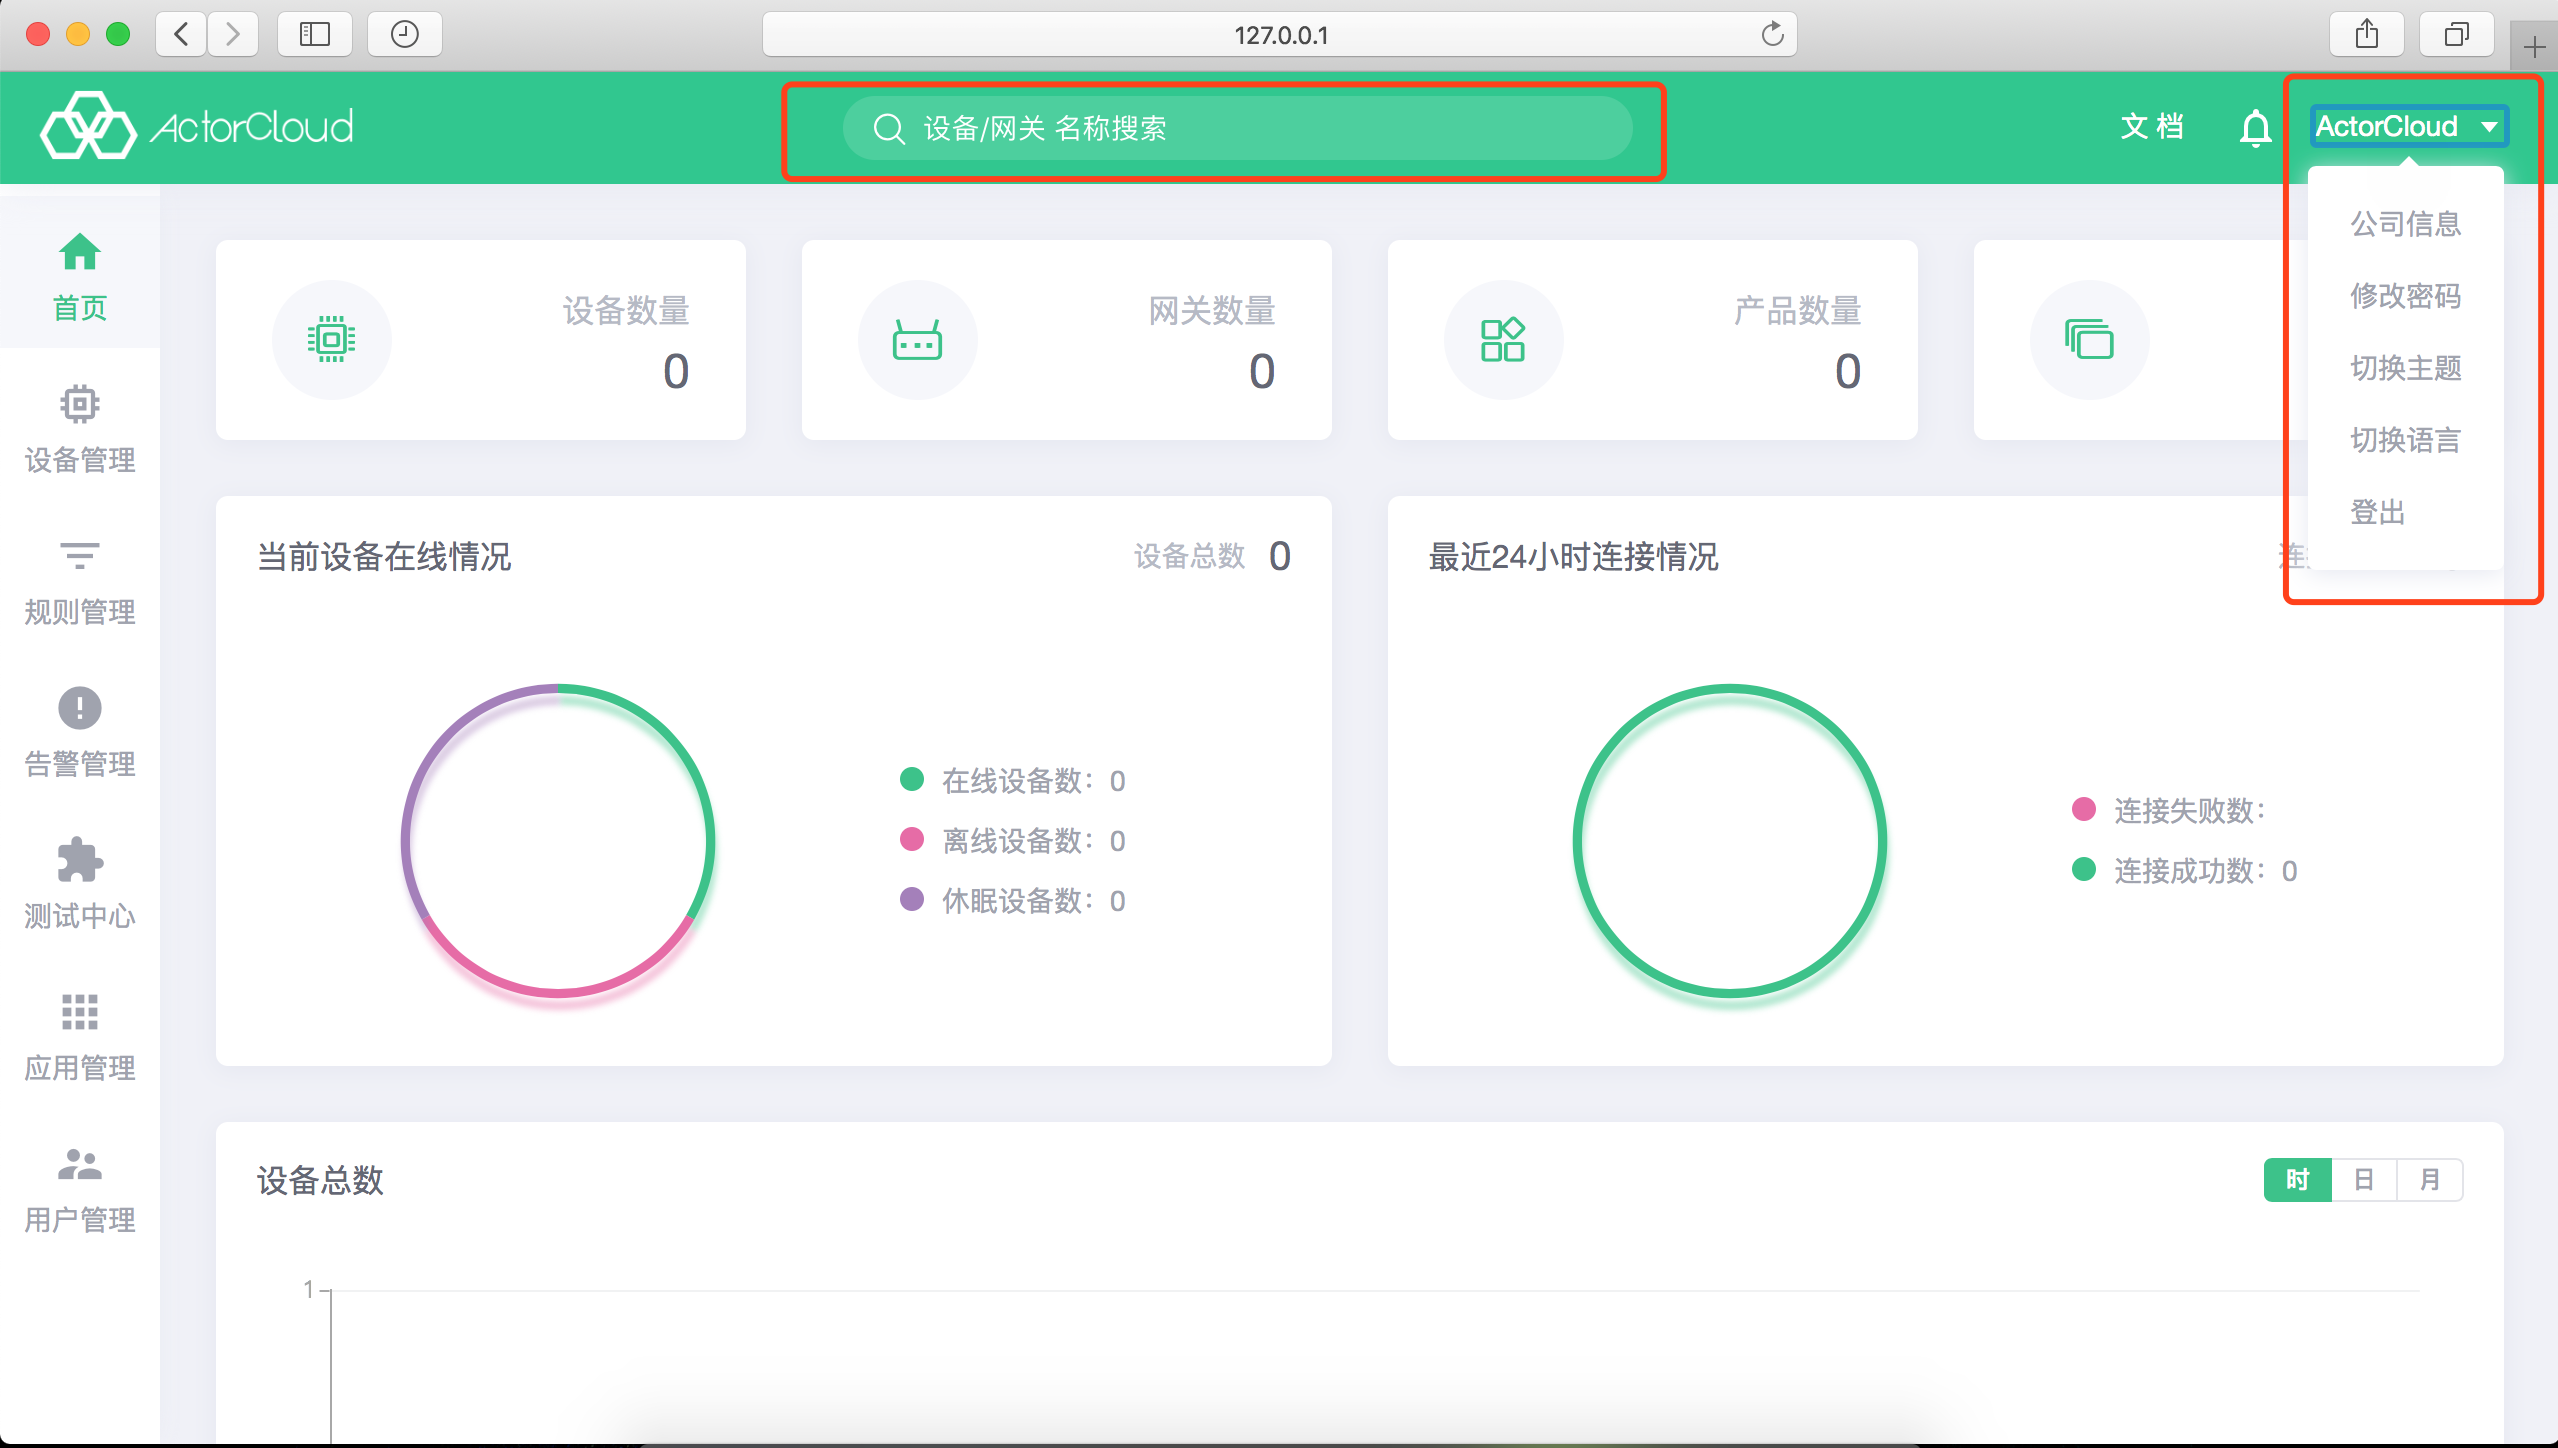 127.0.0.1
ActorCloud
设备/网关 名称搜索
文 档
ActorCloud
公司信息
修改密码
切换主题
切换语言
登出
首页
设备管理
规则管理
告警管理
测试中心
应用管理
用户管理
设备数量
0
网关数量
0
产品数量
0
当前设备在线情况
设备总数 0
在线设备数：0
离线设备数：0
休眠设备数：0
最近24小时连接情况
连接失败数：
连接成功数：0
设备总数
时 日 月
1